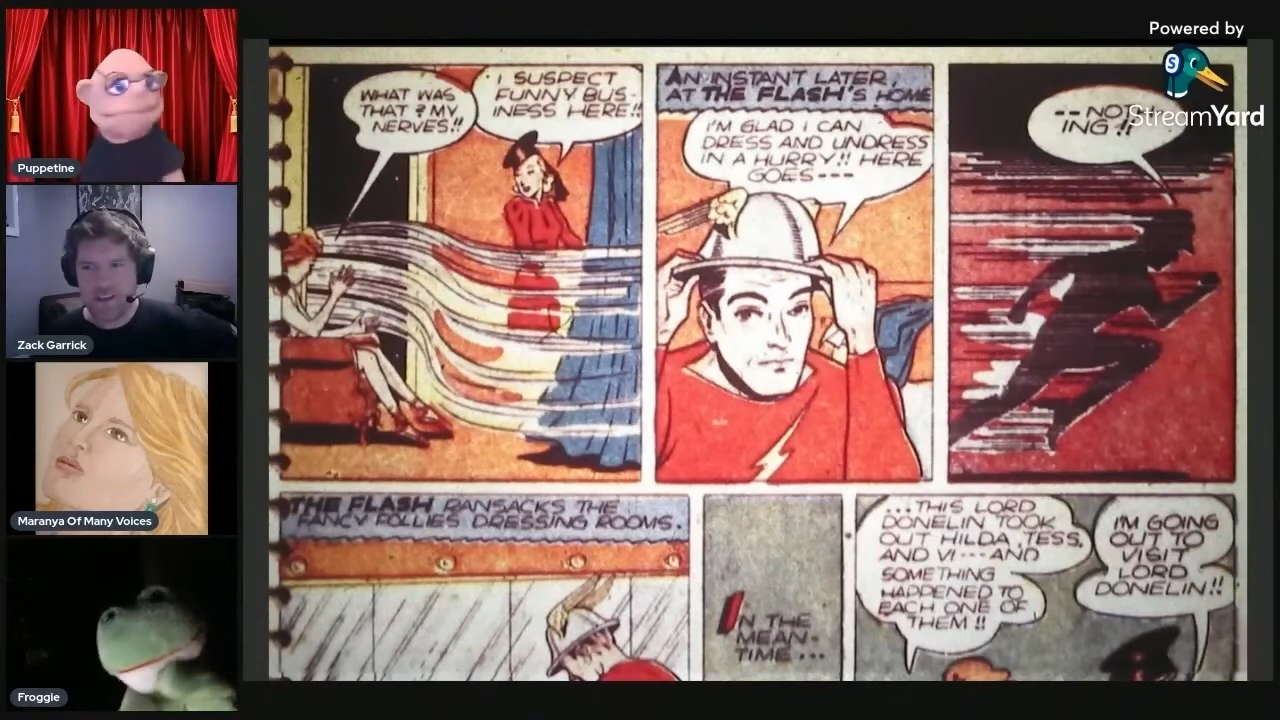 Powered by
StreamYard
Puppetine
Zack Garrick
Maranya Of Many Voices
Froggie
WHAT WAS
THAT? MY
NERVES!!
I SUSPECT
FUNNY BUS-
INESS HERE!!
AN INSTANT LATER,
AT THE FLASH'S HOME
I'M GLAD I CAN
DRESS AND UNDRESS
IN A HURRY!! HERE
GOES---
--NO
ING!!
THE FLASH RANSACKS THE
FANCY FOLLIES DRESSING ROOMS.
IN THE
MEAN-
TIME...
...THIS LORD
DONELIN TOOK
OUT HILDA, TESS,
AND VI---AND
SOMETHING
HAPPENED TO
EACH ONE OF
THEM!!
I'M GOING
OUT TO
VISIT
LORD
DONELIN!!